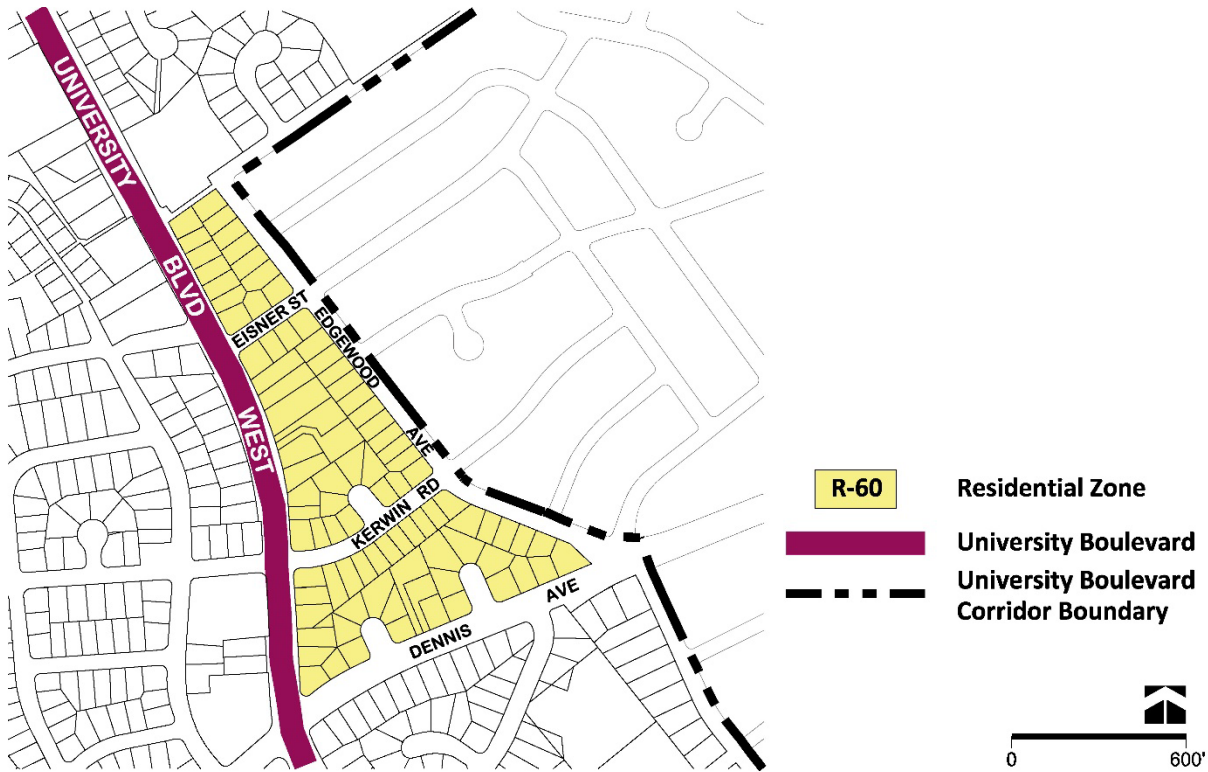 UNIVERSITY
BLVD
WEST
EISNER ST
EDGEWOOD
AVE
KERWIN RD
DENNIS AVE
R-60 Residential Zone
University Boulevard
University Boulevard
Corridor Boundary
0 600'